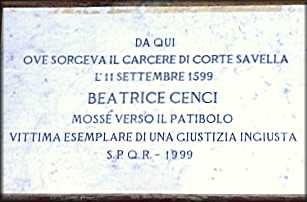 DA QUI
OVE SORGEVA IL CARCERE DI CORTE SAVELLA
L'11 SETTEMBRE 1599
BEATRICE CENCI
MOSSE VERSO IL PATIBOLO
VITTIMA ESEMPLARE DI UNA GIUSTIZIA INGIUSTA
S.P.Q.R. - 1999